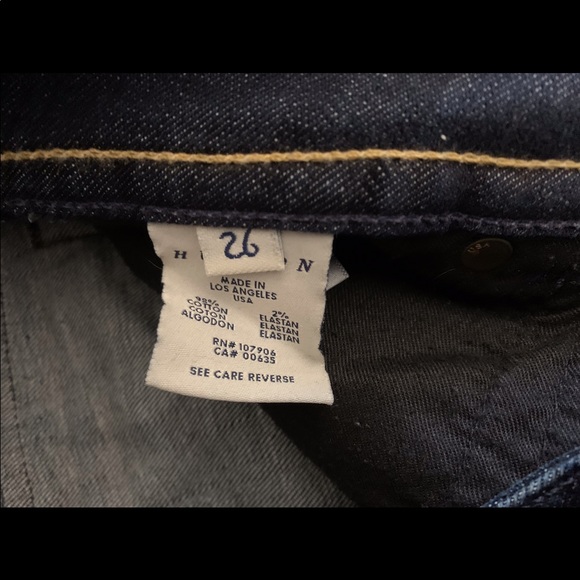 26
H N
MADE IN
LOS ANGELES
USA
98% 2%
COTTON ELASTAN
COTON ELASTAN
ALGODON ELASTAN
RN# 107906
CA# 00635
SEE CARE REVERSE